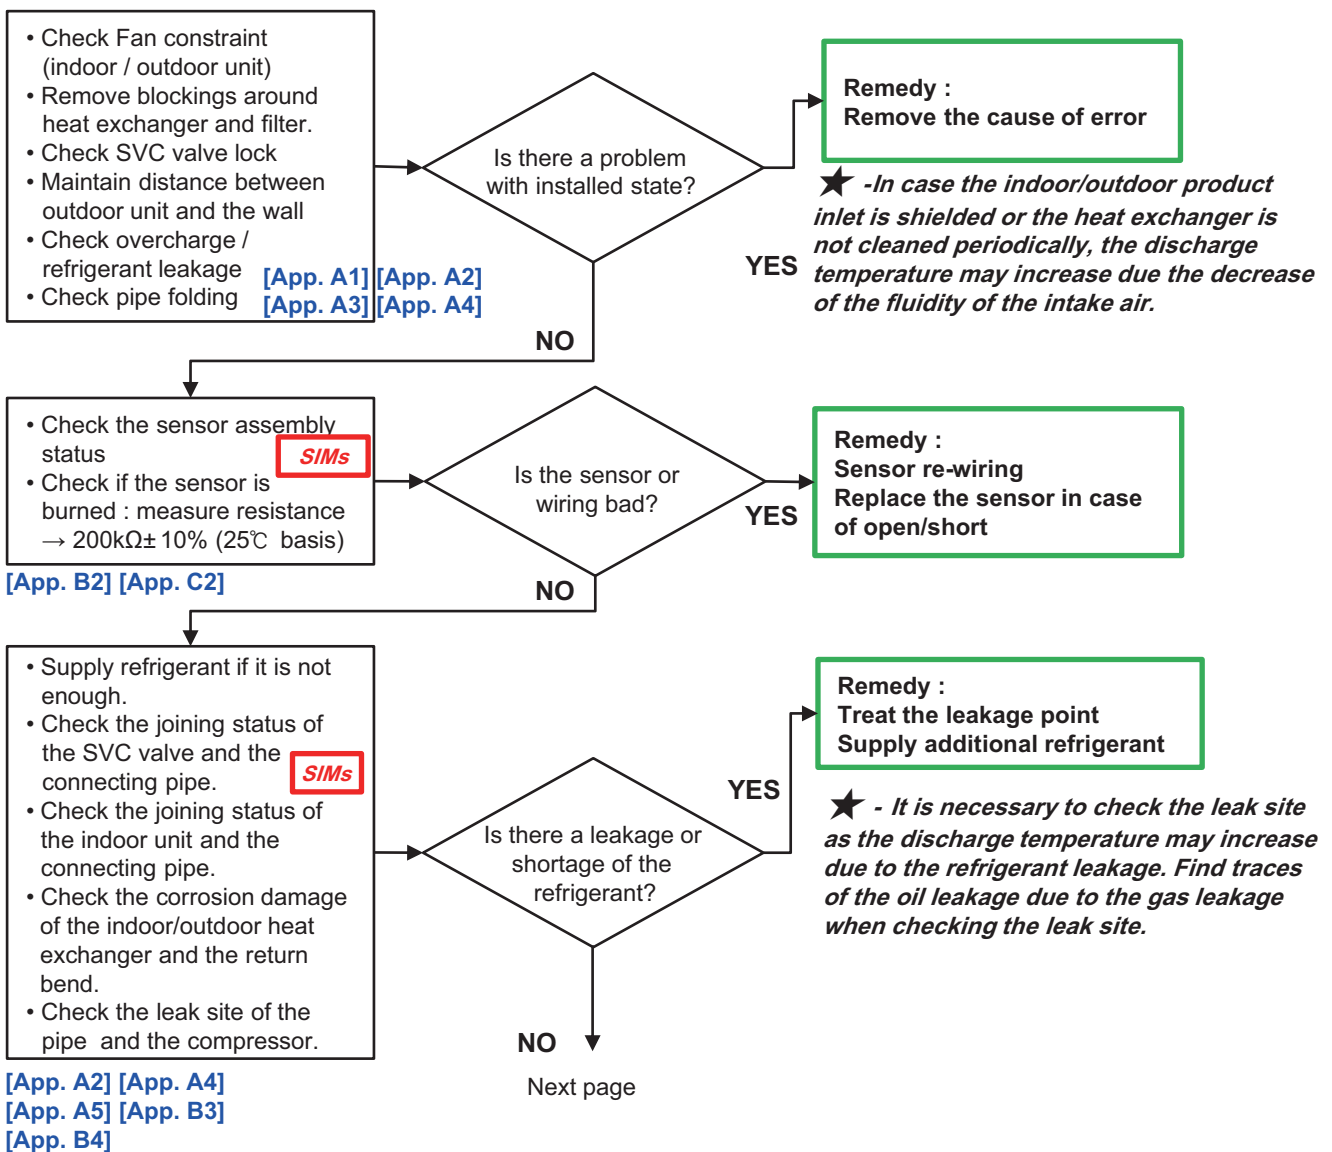 • Check Fan constraint
(indoor / outdoor unit)
• Remove blockings around
heat exchanger and filter.
• Check SVC valve lock
• Maintain distance between
outdoor unit and the wall
• Check overcharge /
refrigerant leakage
• Check pipe folding
[App. A1] [App. A2]
[App. A3] [App. A4]
Is there a problem
with installed state?
YES
Remedy :
Remove the cause of error
★ -In case the indoor/outdoor product
inlet is shielded or the heat exchanger is
not cleaned periodically, the discharge
temperature may increase due the decrease
of the fluidity of the intake air.
NO
• Check the sensor assembly
status
SIMs
• Check if the sensor is
burned : measure resistance
→ 200kΩ± 10% (25℃ basis)
[App. B2] [App. C2]
Is the sensor or
wiring bad?
YES
Remedy :
Sensor re-wiring
Replace the sensor in case
of open/short
NO
• Supply refrigerant if it is not
enough.
• Check the joining status of
the SVC valve and the
connecting pipe.
SIMs
• Check the joining status of
the indoor unit and the
connecting pipe.
• Check the corrosion damage
of the indoor/outdoor heat
exchanger and the return
bend.
• Check the leak site of the
pipe and the compressor.
[App. A2] [App. A4]
[App. A5] [App. B3]
[App. B4]
Is there a leakage or
shortage of the
refrigerant?
YES
Remedy :
Treat the leakage point
Supply additional refrigerant
★ - It is necessary to check the leak site
as the discharge temperature may increase
due to the refrigerant leakage. Find traces
of the oil leakage due to the gas leakage
when checking the leak site.
NO
Next page